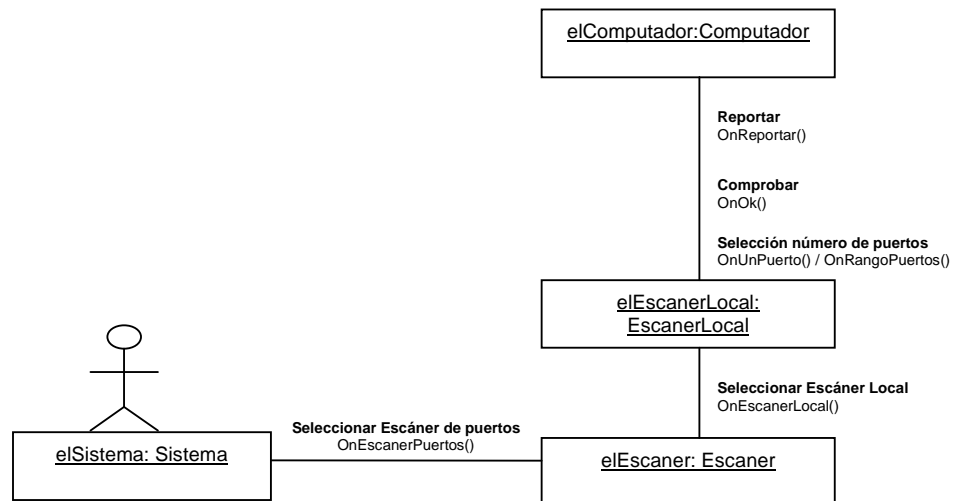 elComputador:Computador
Reportar
OnReportar()
Comprobar
OnOk()
Selección número de puertos
OnUnPuerto() / OnRangoPuertos()
elEscanerLocal:
EscanerLocal
Seleccionar Escáner Local
OnEscanerLocal()
Seleccionar Escáner de puertos
OnEscanerPuertos()
elSistema: Sistema
elEscaner: Escaner